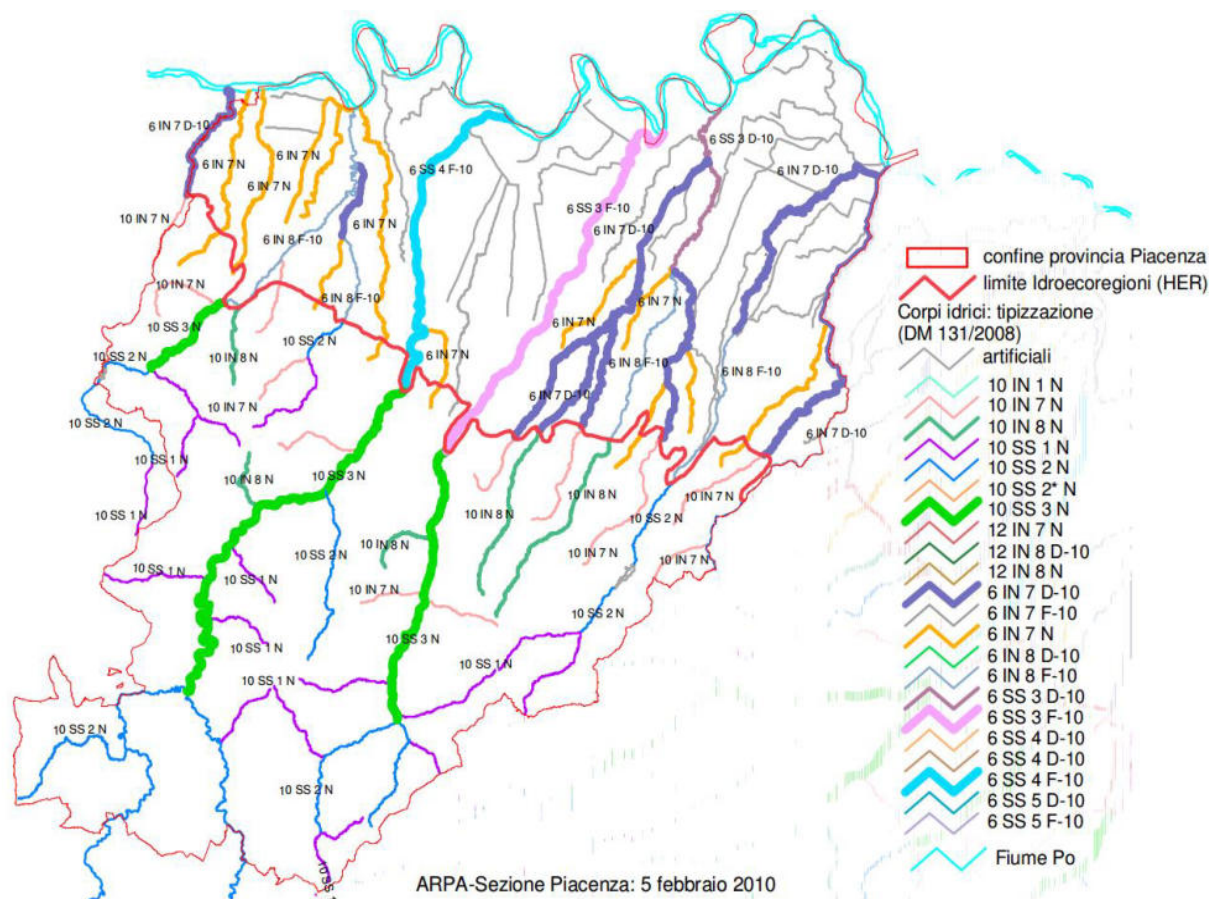 6 IN 7 D-10
6 IN 7 N
6 IN 7 N
6 IN 7 N
10 IN 7 N
6 SS 4 F-10
6 SS 3 D-10
6 IN 7 D-10
6 SS 3 F-10
6 IN 7 N
6 IN 7 D-10
6 IN 8 F-10
10 IN 7 N
6 IN 8 F-10
6 IN 7 N
10 SS 3 N
10 SS 2 N
10 IN 8 N
10 SS 2 N
6 IN 7 N
6 IN 7 N
6 IN 8 F-10
6 IN 8 F-10
10 IN 7 N
6 IN 7 D-10
10 SS 2 N
6 IN 7 D-10
10 SS 1 N
10 IN 8 N
10 SS 3 N
10 IN 8 N
10 IN 7 N
10 SS 1 N
10 IN 8 N
10 SS 2 N
10 SS 2 N
10 IN 8 N
10 IN 7 N
10 IN 7 N
10 SS 1 N
10 SS 1 N
10 IN 7 N
10 SS 2 N
10 SS 3 N
10 SS 1 N
10 SS 1 N
10 SS 1 N
10 SS 2 N
10 SS 2 N
10 SS
confine provincia Piacenza
limite Idroecoregioni (HER)
Corpi idrici: tipizzazione
(DM 131/2008)
artificiali
10 IN 1 N
10 IN 7 N
10 IN 8 N
10 SS 1 N
10 SS 2 N
10 SS 2* N
10 SS 3 N
12 IN 7 N
12 IN 8 D-10
12 IN 8 N
6 IN 7 D-10
6 IN 7 F-10
6 IN 7 N
6 IN 8 D-10
6 IN 8 F-10
6 SS 3 D-10
6 SS 3 F-10
6 SS 4 D-10
6 SS 4 D-10
6 SS 4 F-10
6 SS 5 D-10
6 SS 5 F-10
Fiume Po
ARPA-Sezione Piacenza: 5 febbraio 2010